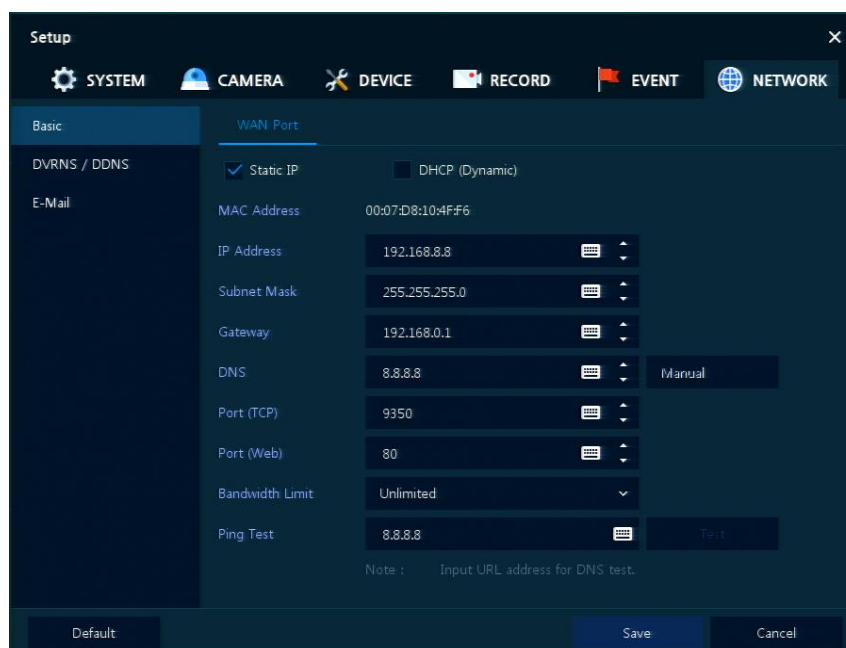 Setup
SYSTEM CAMERA DEVICE RECORD EVENT NETWORK
Basic
DVRNS / DDNS
E-Mail
WAN Port
Static IP DHCP (Dynamic)
MAC Address 00:07:D8:10:4F:F6
IP Address 192.168.8.8
Subnet Mask 255.255.255.0
Gateway 192.168.0.1
DNS 8.8.8.8 Manual
Port (TCP) 9350
Port (Web) 80
Bandwidth Limit Unlimited
Ping Test 8.8.8.8 Test
Note : Input URL address for DNS test.
Default Save Cancel